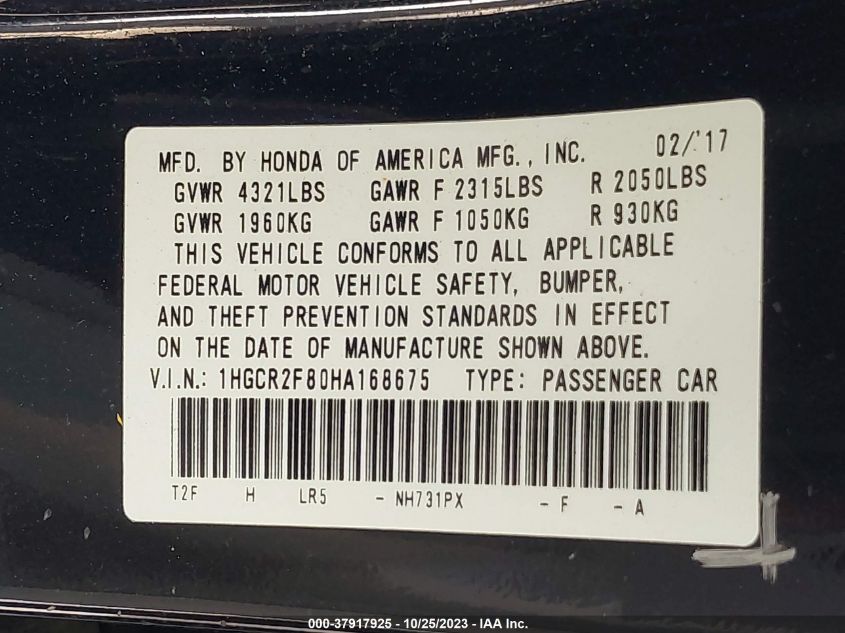 MFD. BY HONDA OF AMERICA MFG., INC. 02/'17
GVWR 4321LBS GAWR F 2315LBS R 2050LBS
GVWR 1960KG GAWR F 1050KG R 930KG
THIS VEHICLE CONFORMS TO ALL APPLICABLE
FEDERAL MOTOR VEHICLE SAFETY, BUMPER,
AND THEFT PREVENTION STANDARDS IN EFFECT
ON THE DATE OF MANUFACTURE SHOWN ABOVE.
V.I.N.: 1HGCR2F80HA168675 TYPE: PASSENGER CAR
T2F H LR5 - NH731PX - F - A
000-37917925 - 10/25/2023 - IAA Inc.